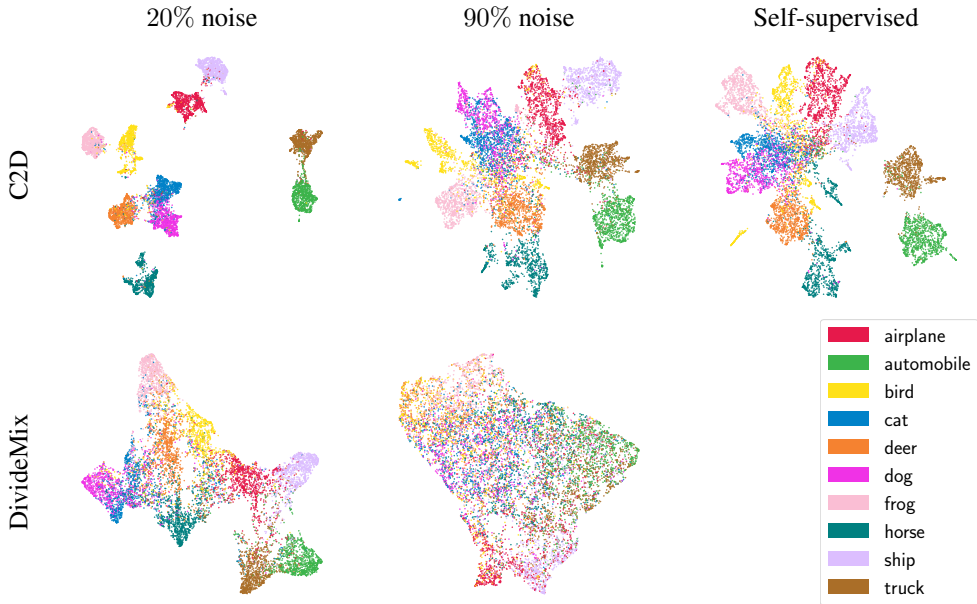 20% noise
90% noise
Self-supervised
C2D
DivideMix
airplane
automobile
bird
cat
deer
dog
frog
horse
ship
truck